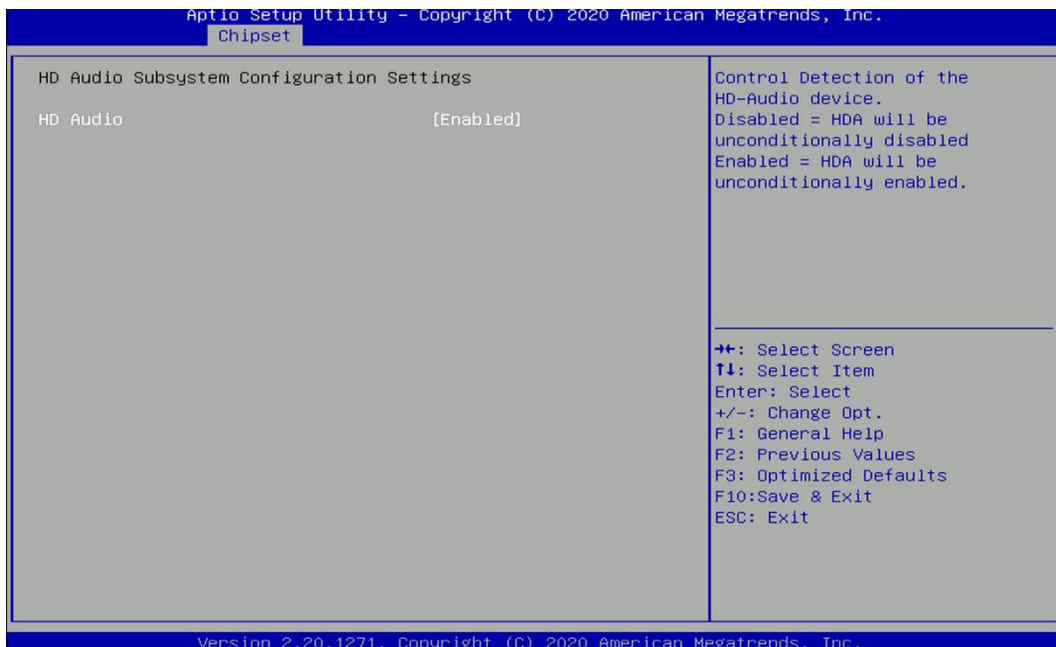 Aptio Setup Utility – Copyright (C) 2020 American Megatrends, Inc.
Chipset
HD Audio Subsystem Configuration Settings
HD Audio [Enabled]
Control Detection of the
HD-Audio device.
Disabled = HDA will be
unconditionally disabled
Enabled = HDA will be
unconditionally enabled.
→←: Select Screen
↑↓: Select Item
Enter: Select
+/-: Change Opt.
F1: General Help
F2: Previous Values
F3: Optimized Defaults
F10:Save & Exit
ESC: Exit
Version 2.20.1271. Copyright (C) 2020 American Megatrends, Inc.